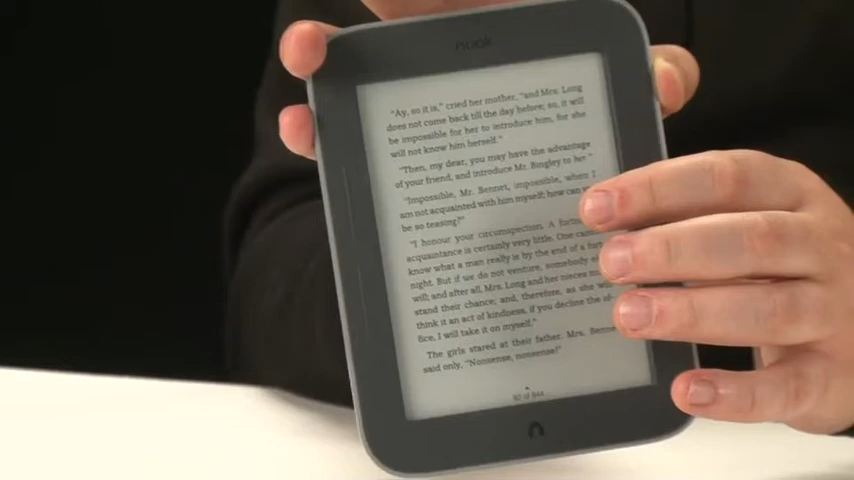 nook
"Ay, so it is," cried her mother, "and Mrs. Long
does not come back till the day before; so, it will
be impossible for her to introduce him, for she
will not know him herself."
"Then, my dear, you may have the advantage
of your friend, and introduce Mr. Bingley to her."
"Impossible, Mr. Bennet, impossible, when I
am not acquainted with him myself; how can
be so teasing?"
"I honour your circumspection. A
acquaintance is certainly very little. One
know what a man really is by the end of a
night. But if we do not venture, somebody
will; and after all, Mrs. Long and her nieces
stand their chance; and, therefore, as she
think it an act of kindness, if you decline the
fice, I will take it on myself."
The girls stared at their father. Mrs.
said only, "Nonsense, nonsense!"